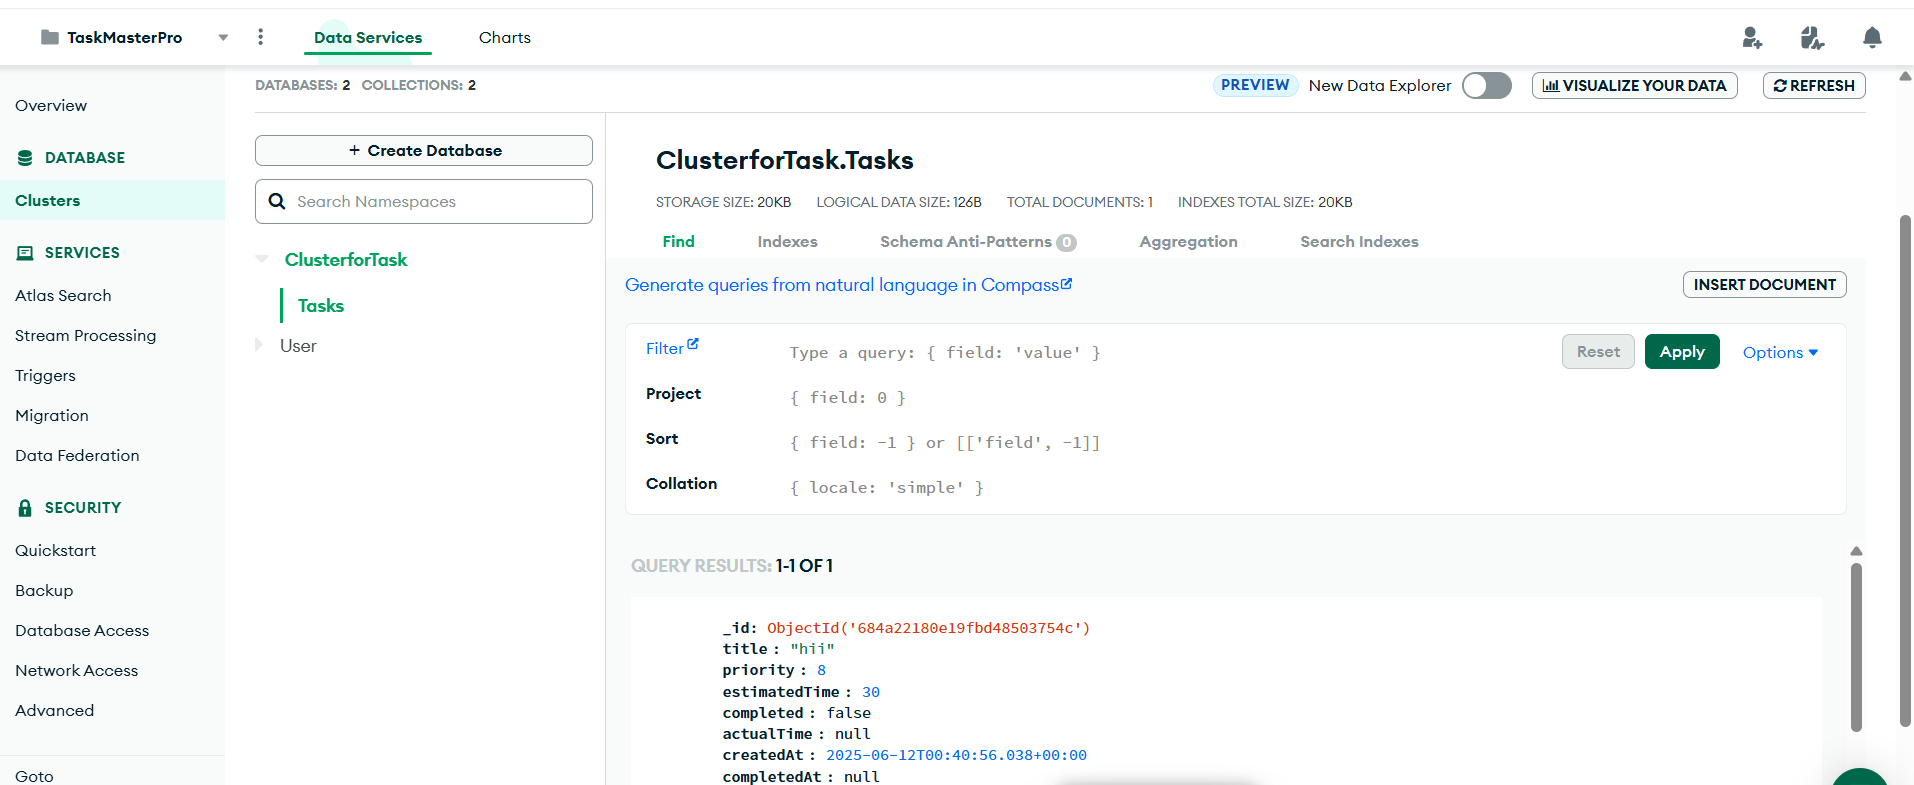 TaskMasterPro
Data Services
Charts
Overview
DATABASE
Clusters
SERVICES
Atlas Search
Stream Processing
Triggers
Migration
Data Federation
SECURITY
Quickstart
Backup
Database Access
Network Access
Advanced
Goto
DATABASES: 2 COLLECTIONS: 2
PREVIEW New Data Explorer
VISUALIZE YOUR DATA
REFRESH
+ Create Database
Search Namespaces
ClusterforTask
Tasks
User
ClusterforTask.Tasks
STORAGE SIZE: 20KB LOGICAL DATA SIZE: 126B TOTAL DOCUMENTS: 1 INDEXES TOTAL SIZE: 20KB
Find Indexes Schema Anti-Patterns 0 Aggregation Search Indexes
Generate queries from natural language in Compass
INSERT DOCUMENT
Filter Type a query: { field: 'value' } Reset Apply Options
Project { field: 0 }
Sort { field: -1 } or [['field', -1]]
Collation { locale: 'simple' }
QUERY RESULTS: 1-1 OF 1
_id: ObjectId('684a22180e19fbd48503754c')
title : "hii"
priority : 8
estimatedTime : 30
completed : false
actualTime : null
createdAt : 2025-06-12T00:40:56.038+00:00
completedAt : null